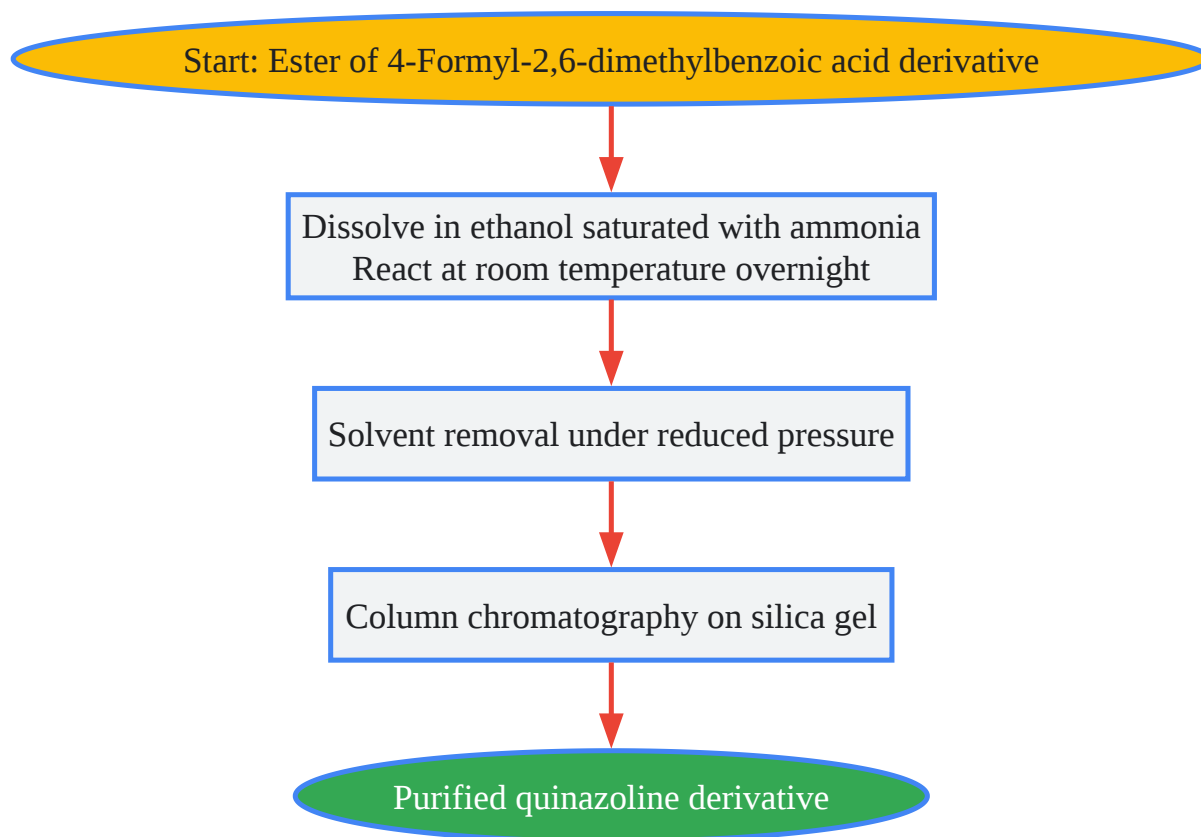 Start: Ester of 4-Formyl-2,6-dimethylbenzoic acid derivative
Dissolve in ethanol saturated with ammonia
React at room temperature overnight
Solvent removal under reduced pressure
Column chromatography on silica gel
Purified quinazoline derivative